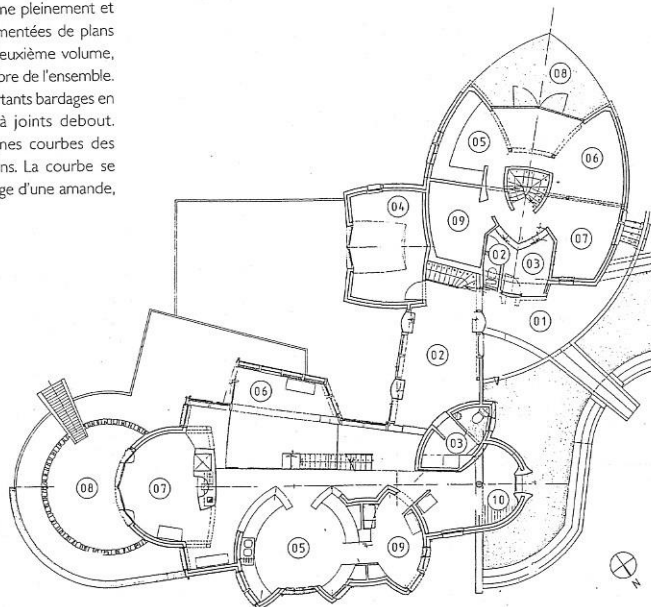 ne pleinement et
mentées de plans
euxième volume,
bre de l'ensemble.
rtants bardages en
à joints debout.
nes courbes des
ns. La courbe se
ge d'une amande,
08
05
06
04
09
07
02
03
01
02
06
03
08
07
10
05
09
N